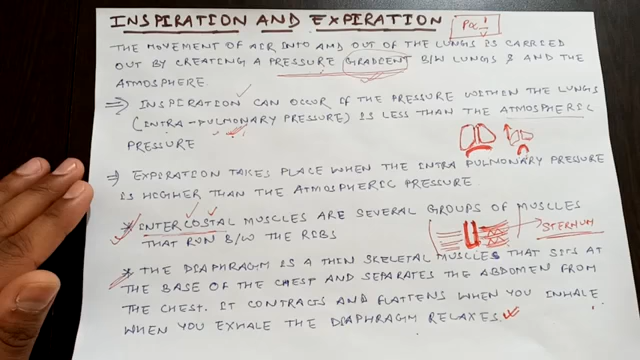 INSPIRATION AND EXPIRATION
P∝ 1/V
THE MOVEMENT OF AIR INTO AND OUT OF THE LUNGS IS CARRIED
OUT BY CREATING A PRESSURE GRADIENT B/W LUNGS & AND THE
ATMOSPHERE
⇒ INSPIRATION CAN OCCUR IF THE PRESSURE WITHIN THE LUNGS
(INTRA-PULMONARY PRESSURE) IS LESS THAN THE ATMOSPHERIC
PRESSURE
⇒ EXPIRATION TAKES PLACE WHEN THE INTRA PULMONARY PRESSURE
IS HIGHER THAN THE ATMOSPHERIC PRESSURE.
* INTER COSTAL MUSCLES ARE SEVERAL GROUPS OF MUSCLES
THAT RUN B/W THE RIBS
STERNUM
* THE DIAPHRAGM IS A THIN SKELETAL MUSCLES THAT SITS AT
THE BASE OF THE CHEST AND SEPARATES THE ABDOMEN FROM
THE CHEST. IT CONTRACTS AND FLATTENS WHEN YOU INHALE
WHEN YOU EXHALE THE DIAPHRAGM RELAXES.